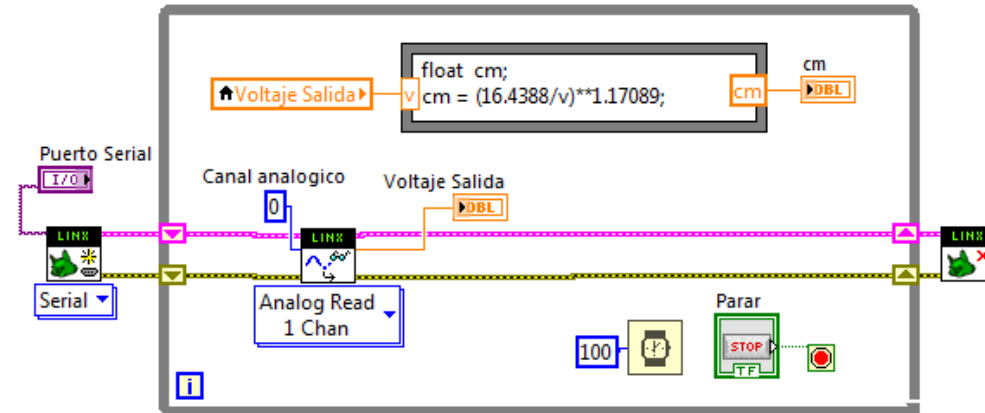 float cm;
cm = (16.4388/v)**1.17089;
cm
Voltaje Salida
v
cm
DBL
Puerto Serial
I/O
Canal analogico
Voltaje Salida
0
DBL
LINX
LINX
LINX
Serial
Analog Read
1 Chan
Parar
100
STOP
TF
i